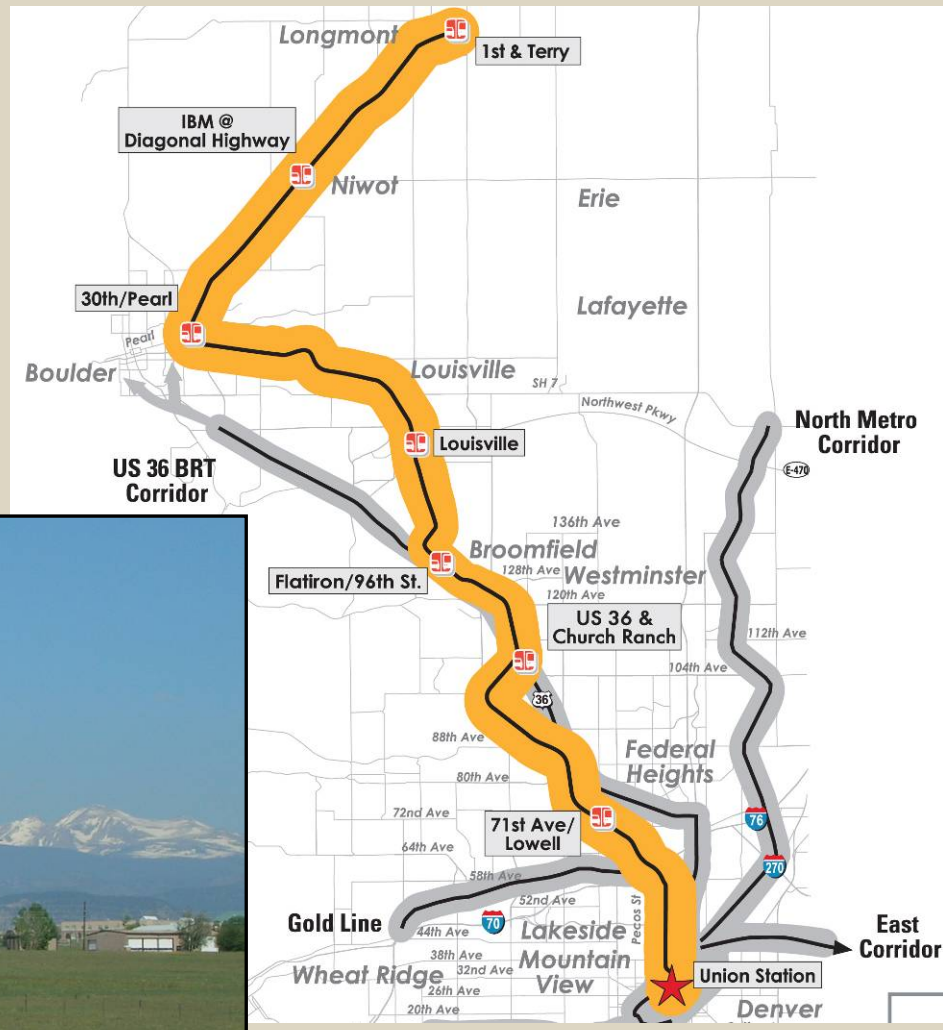 Longmont
1st & Terry
IBM @
Diagonal Highway
Niwot
Erie
30th/Pearl
Lafayette
Pearl
Boulder
Louisville
SH 7
Northwest Pkwy
North Metro
Corridor
Louisville
E-470
US 36 BRT
Corridor
136th Ave
Broomfield
128th Ave
Westminster
Flatiron/96th St.
120th Ave
US 36 &
Church Ranch
112th Ave
104th Ave
36
88th Ave
Federal
Heights
80th Ave
72nd Ave
71st Ave/
Lowell
76
64th Ave
270
58th Ave
52nd Ave
Pecos St
Gold Line
70
44th Ave
Lakeside
East
Corridor
38th Ave
Mountain
View
Wheat Ridge
32nd Ave
Union Station
26th Ave
20th Ave
Denver